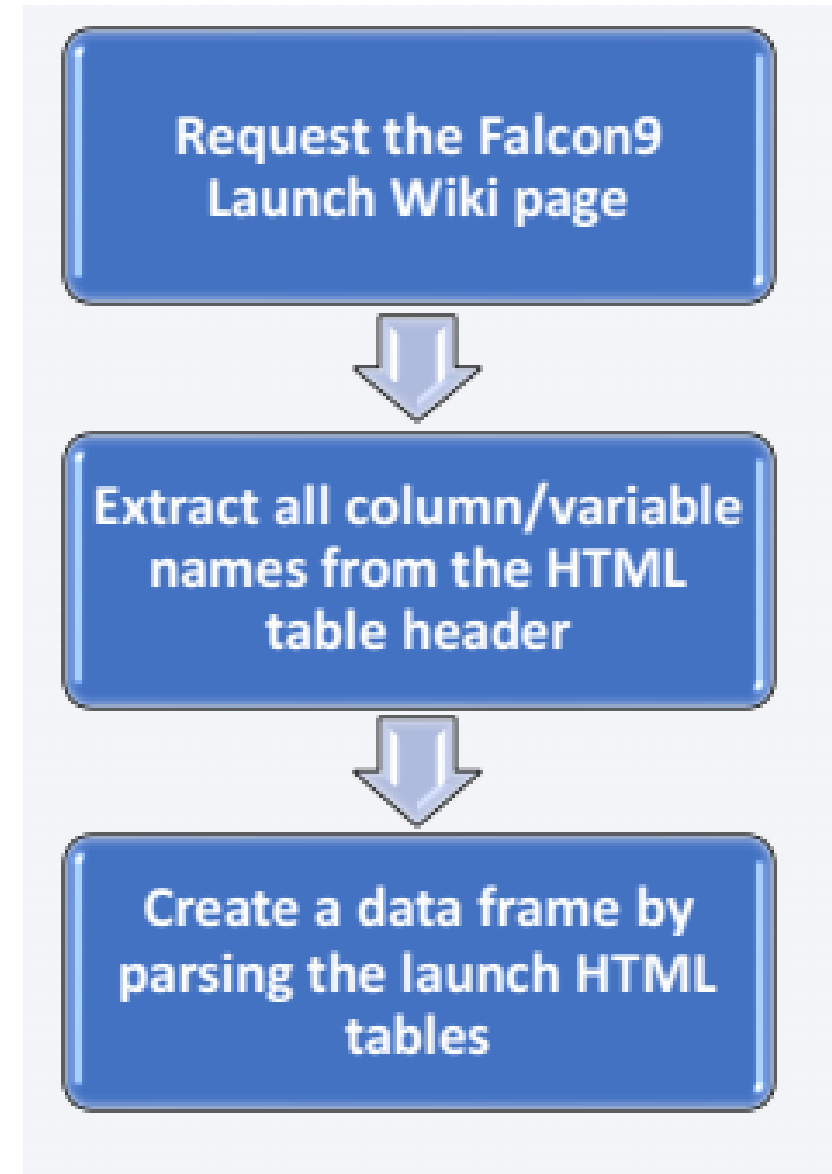 Request the Falcon9
Launch Wiki page
Extract all column/variable
names from the HTML
table header
Create a data frame by
parsing the launch HTML
tables